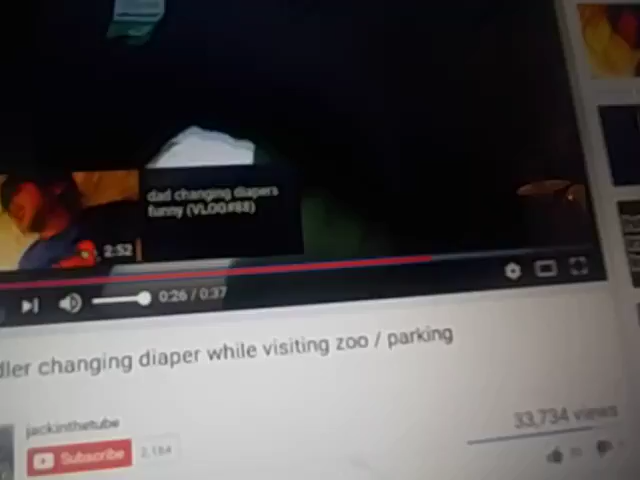 dad changing diapers
funny (VLOG#88)
2:52
0:26 / 0:37
dler changing diaper while visiting zoo / parking
jackinthetube
33,734 views
Subscribe 2,184